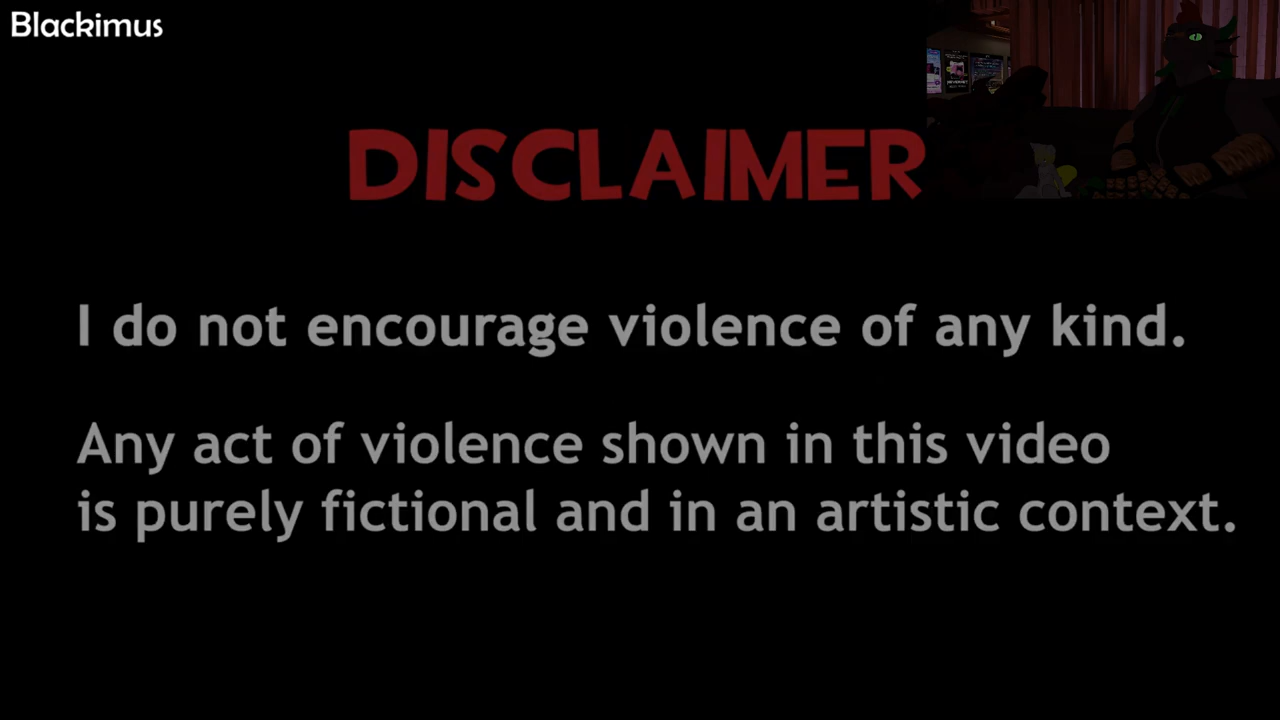 Blackimus
DISCLAIMER
I do not encourage violence of any kind.
Any act of violence shown in this video
is purely fictional and in an artistic context.